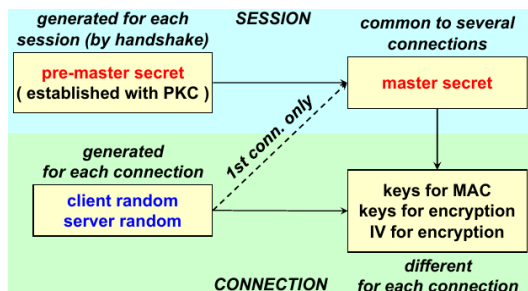 generated for each
session (by handshake)
SESSION
common to several
connections
pre-master secret
( established with PKC )
master secret
1st conn. only
generated
for each connection
client random
server random
keys for MAC
keys for encryption
IV for encryption
CONNECTION
different
for each connection